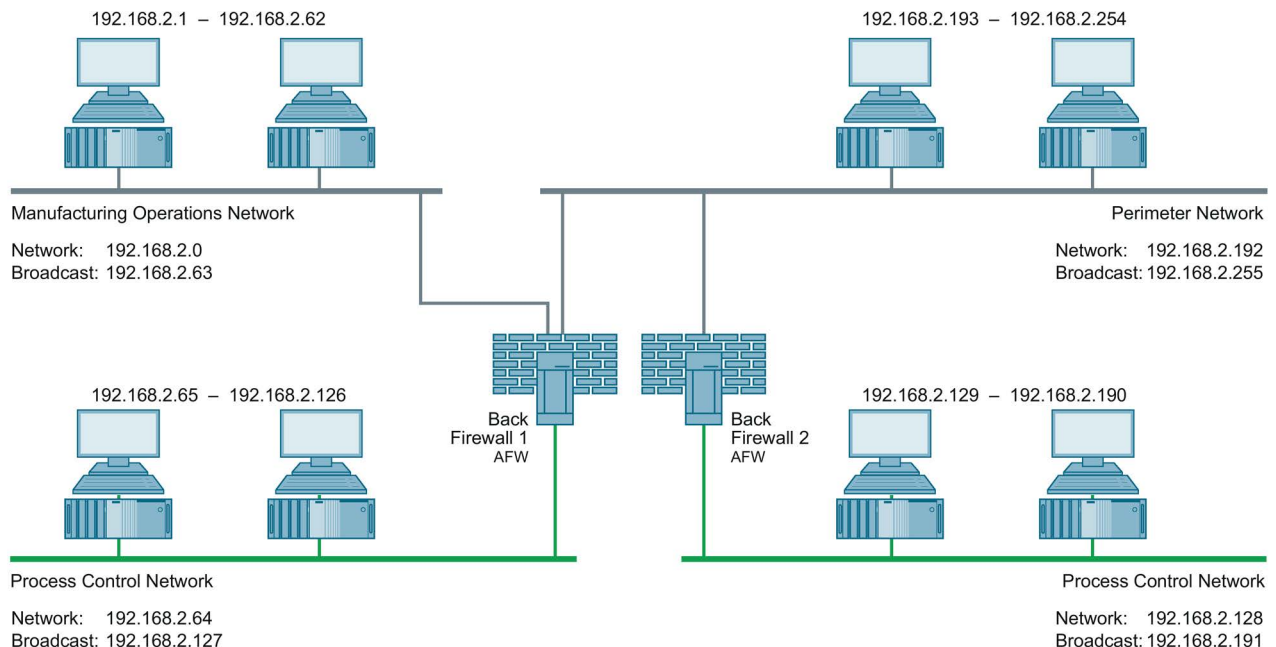 192.168.2.1 – 192.168.2.62
192.168.2.193 – 192.168.2.254
Manufacturing Operations Network
Network: 192.168.2.0
Broadcast: 192.168.2.63
Perimeter Network
Network: 192.168.2.192
Broadcast: 192.168.2.255
192.168.2.65 – 192.168.2.126
Back
Firewall 1
AFW
Back
Firewall 2
AFW
192.168.2.129 – 192.168.2.190
Process Control Network
Network: 192.168.2.64
Broadcast: 192.168.2.127
Process Control Network
Network: 192.168.2.128
Broadcast: 192.168.2.191